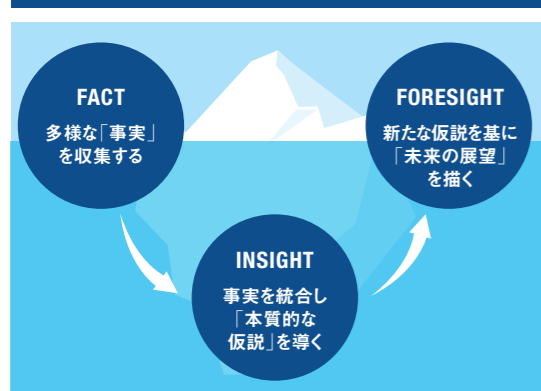 FACT
多様な「事実」
を収集する
INSIGHT
事実を統合し
「本質的な
仮説」を導く
FORESIGHT
新たな仮説を基に
「未来の展望」
を描く